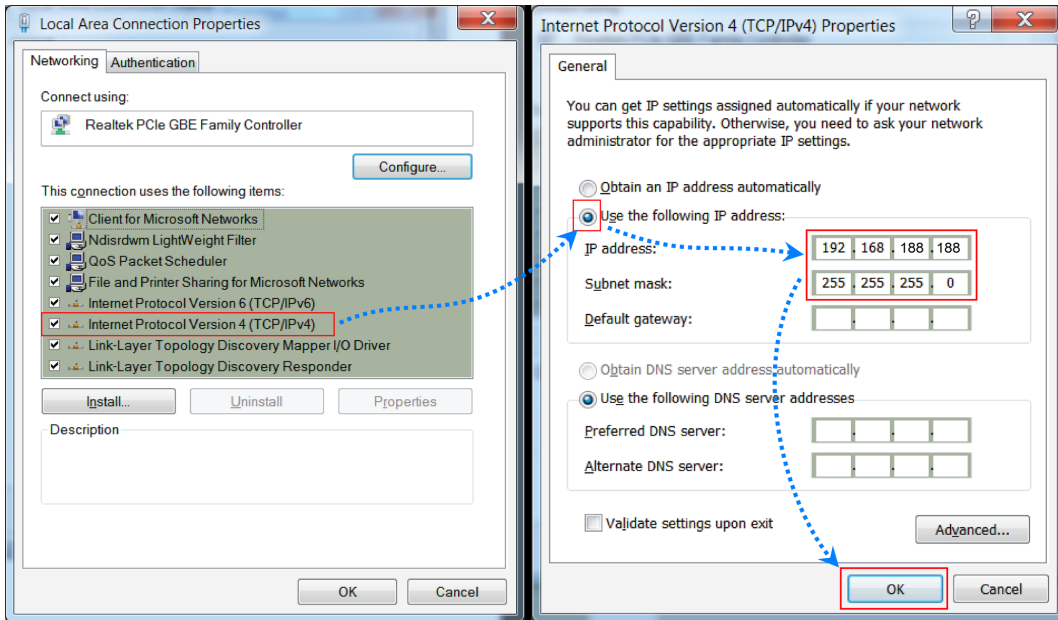 Local Area Connection Properties
Networking
Authentication
Connect using:
Realtek PCIe GBE Family Controller
Configure...
This connection uses the following items:
Client for Microsoft Networks
Ndisrdwm LightWeight Filter
QoS Packet Scheduler
File and Printer Sharing for Microsoft Networks
Internet Protocol Version 6 (TCP/IPv6)
Internet Protocol Version 4 (TCP/IPv4)
Link-Layer Topology Discovery Mapper I/O Driver
Link-Layer Topology Discovery Responder
Install...
Uninstall
Properties
Description
OK
Cancel
Internet Protocol Version 4 (TCP/IPv4) Properties
General
You can get IP settings assigned automatically if your network
supports this capability. Otherwise, you need to ask your network
administrator for the appropriate IP settings.
Obtain an IP address automatically
Use the following IP address:
IP address: 192 . 168 . 188 . 188
Subnet mask: 255 . 255 . 255 . 0
Default gateway: . . .
Obtain DNS server address automatically
Use the following DNS server addresses
Preferred DNS server: . . .
Alternate DNS server: . . .
Validate settings upon exit
Advanced...
OK
Cancel